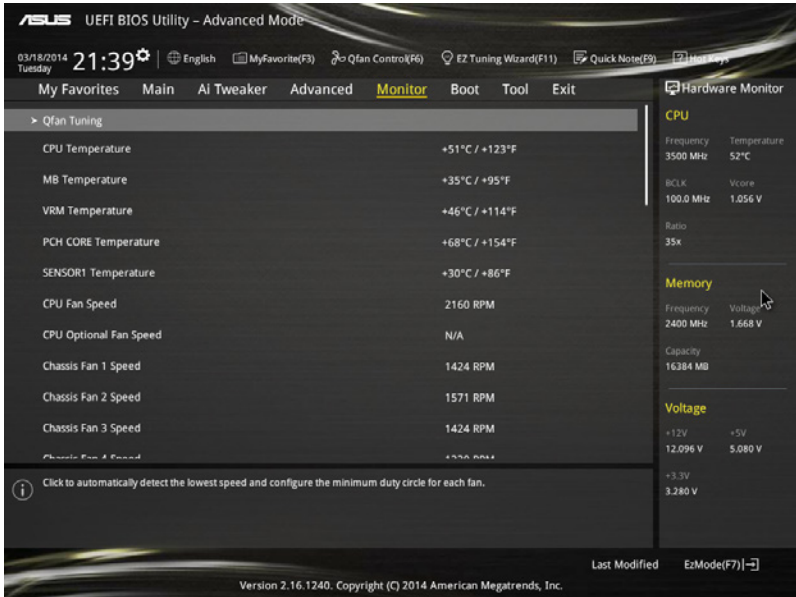 ASUS UEFI BIOS Utility – Advanced Mode
03/18/2014 Tuesday 21:39 English MyFavorite(F3) Qfan Control(F6) EZ Tuning Wizard(F11) Quick Note(F9) ? Hot Keys
My Favorites Main Ai Tweaker Advanced Monitor Boot Tool Exit
> Qfan Tuning
CPU Temperature +51°C / +123°F
MB Temperature +35°C / +95°F
VRM Temperature +46°C / +114°F
PCH CORE Temperature +68°C / +154°F
SENSOR1 Temperature +30°C / +86°F
CPU Fan Speed 2160 RPM
CPU Optional Fan Speed N/A
Chassis Fan 1 Speed 1424 RPM
Chassis Fan 2 Speed 1571 RPM
Chassis Fan 3 Speed 1424 RPM
Chassis Fan 4 Speed
Click to automatically detect the lowest speed and configure the minimum duty circle for each fan.
Hardware Monitor
CPU
Frequency Temperature
3500 MHz 52°C
BCLK Vcore
100.0 MHz 1.056 V
Ratio
35x
Memory
Frequency Voltage
2400 MHz 1.668 V
Capacity
16384 MB
Voltage
+12V +5V
12.096 V 5.080 V
+3.3V
3.280 V
Last Modified EzMode(F7)
Version 2.16.1240. Copyright (C) 2014 American Megatrends, Inc.